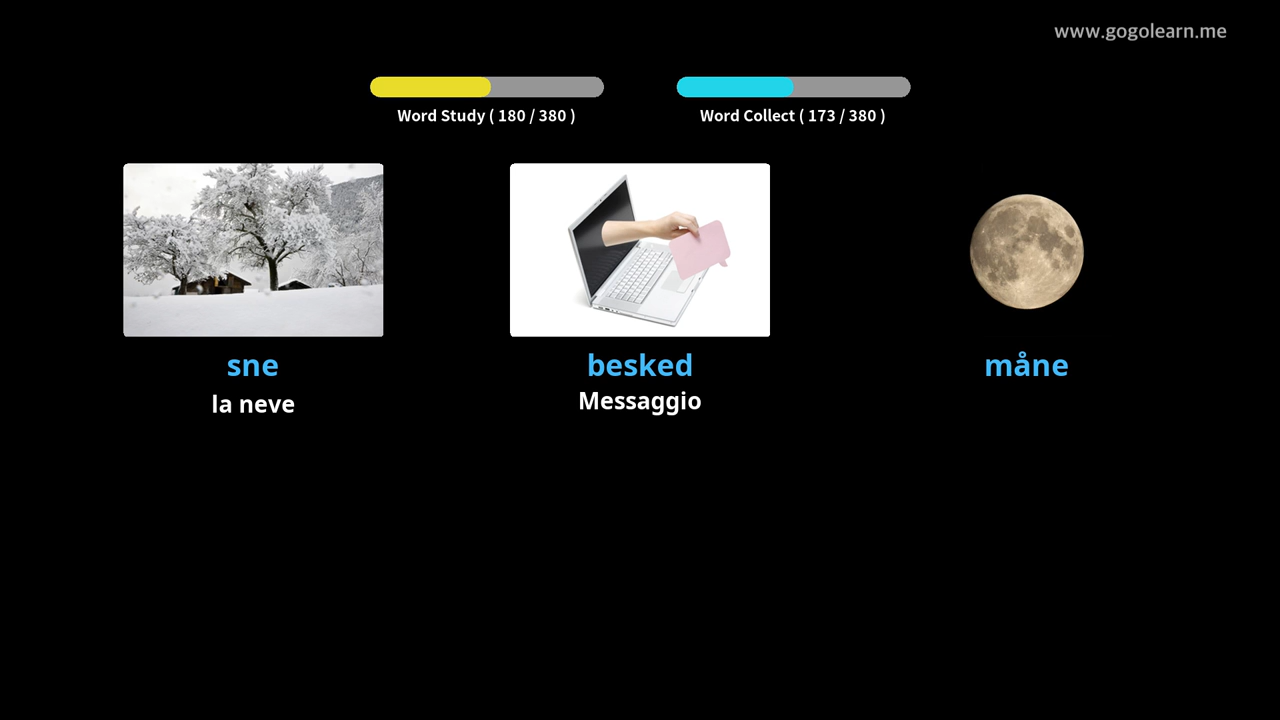 www.gogolearn.me
Word Study ( 180 / 380 )
Word Collect ( 173 / 380 )
sne
la neve
besked
Messaggio
måne